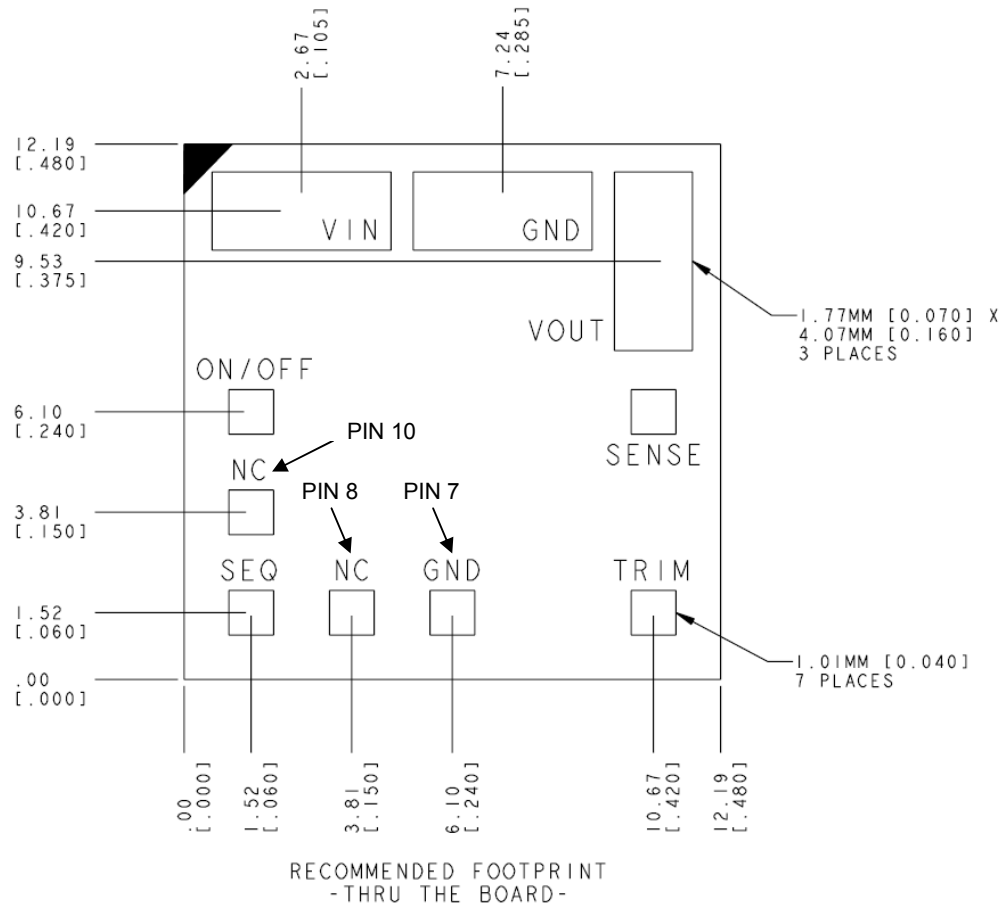 2.67
[.105]
7.24
[.285]
12.19
[.480]
10.67
[.420]
VIN
GND
9.53
[.375]
1.77MM [0.070] X
4.07MM [0.160]
3 PLACES
VOUT
ON/OFF
6.10
[.240]
SENSE
PIN 10
NC
3.81
[.150]
PIN 8
PIN 7
SEQ
NC
GND
TRIM
1.52
[.060]
1.01MM [0.040]
7 PLACES
.00
[.000]
.00
[.000]
1.52
[.060]
3.81
[.150]
6.10
[.240]
10.67
[.420]
12.19
[.480]
RECOMMENDED FOOTPRINT
-THRU THE BOARD-